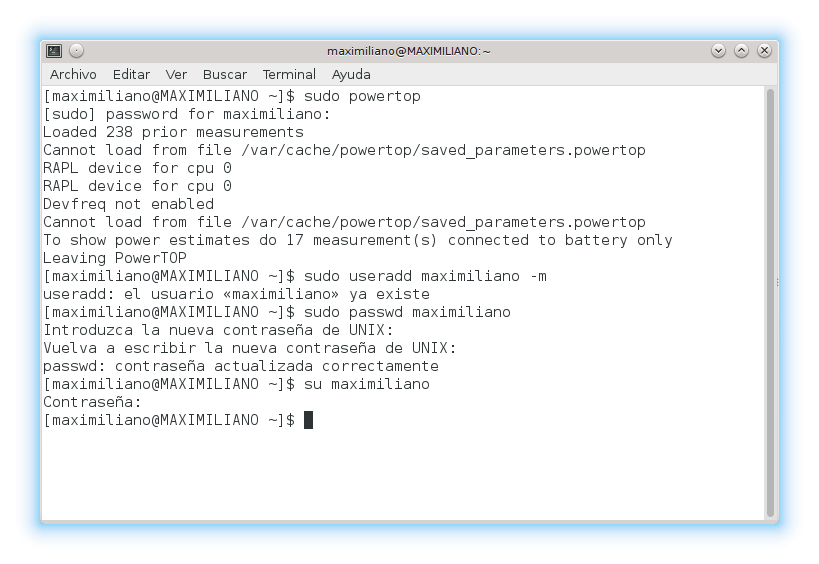 maximiliano@MAXIMILIANO:~
Archivo Editar Ver Buscar Terminal Ayuda
[maximiliano@MAXIMILIANO ~]$ sudo powertop
[sudo] password for maximiliano:
Loaded 238 prior measurements
Cannot load from file /var/cache/powertop/saved_parameters.powertop
RAPL device for cpu 0
RAPL device for cpu 0
Devfreq not enabled
Cannot load from file /var/cache/powertop/saved_parameters.powertop
To show power estimates do 17 measurement(s) connected to battery only
Leaving PowerTOP
[maximiliano@MAXIMILIANO ~]$ sudo useradd maximiliano -m
useradd: el usuario «maximiliano» ya existe
[maximiliano@MAXIMILIANO ~]$ sudo passwd maximiliano
Introduzca la nueva contraseña de UNIX:
Vuelva a escribir la nueva contraseña de UNIX:
passwd: contraseña actualizada correctamente
[maximiliano@MAXIMILIANO ~]$ su maximiliano
Contraseña:
[maximiliano@MAXIMILIANO ~]$